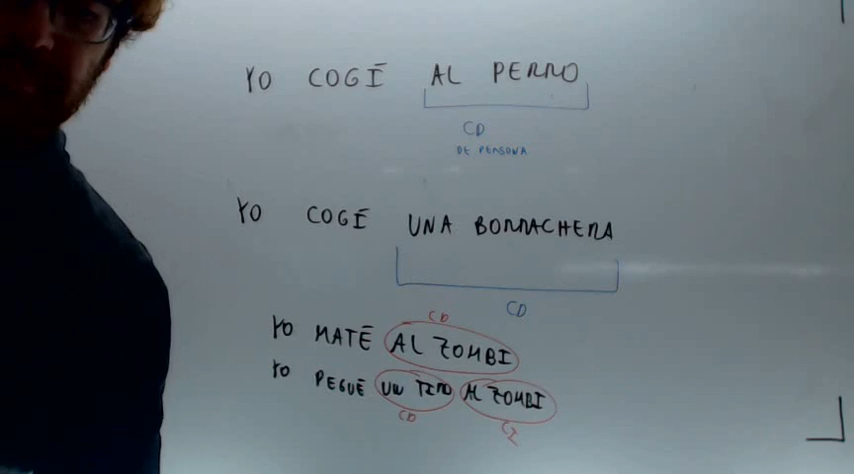 YO COGÍ AL PERRO
CD
DE PERSONA
YO COGÍ UNA BORRACHERA
CD
CD
YO MATÉ AL ZOMBI
YO PEGUÉ UN TIRO AL ZOMBI
CD
CI